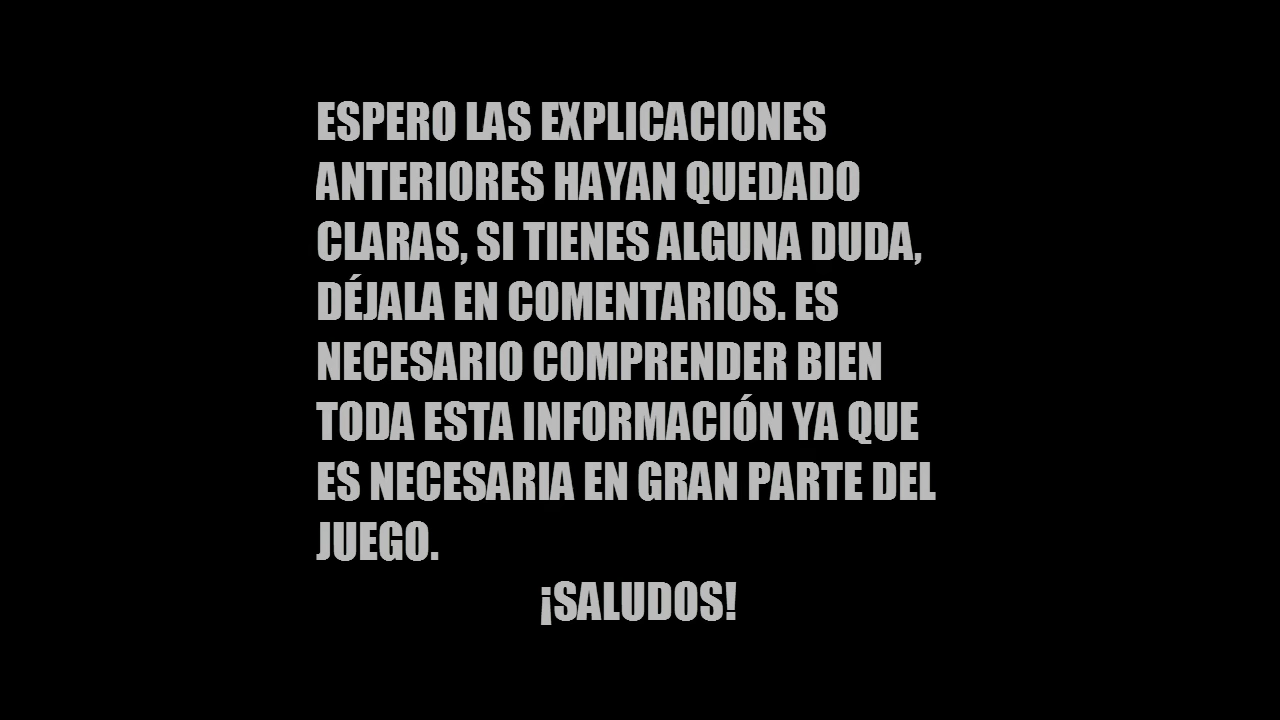 ESPERO LAS EXPLICACIONES
ANTERIORES HAYAN QUEDADO
CLARAS, SI TIENES ALGUNA DUDA,
DÉJALA EN COMENTARIOS. ES
NECESARIO COMPRENDER BIEN
TODA ESTA INFORMACIÓN YA QUE
ES NECESARIA EN GRAN PARTE DEL
JUEGO.
¡SALUDOS!